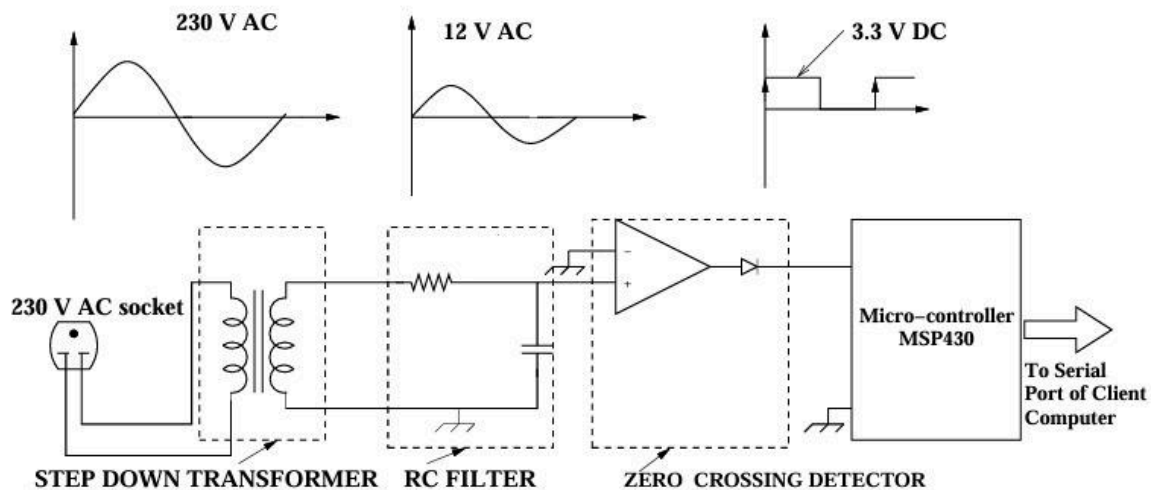 230 V AC
12 V AC
3.3 V DC
230 V AC socket
−
+
Micro−controller
MSP430
To Serial
Port of Client
Computer
STEP DOWN TRANSFORMER
RC FILTER
ZERO CROSSING DETECTOR